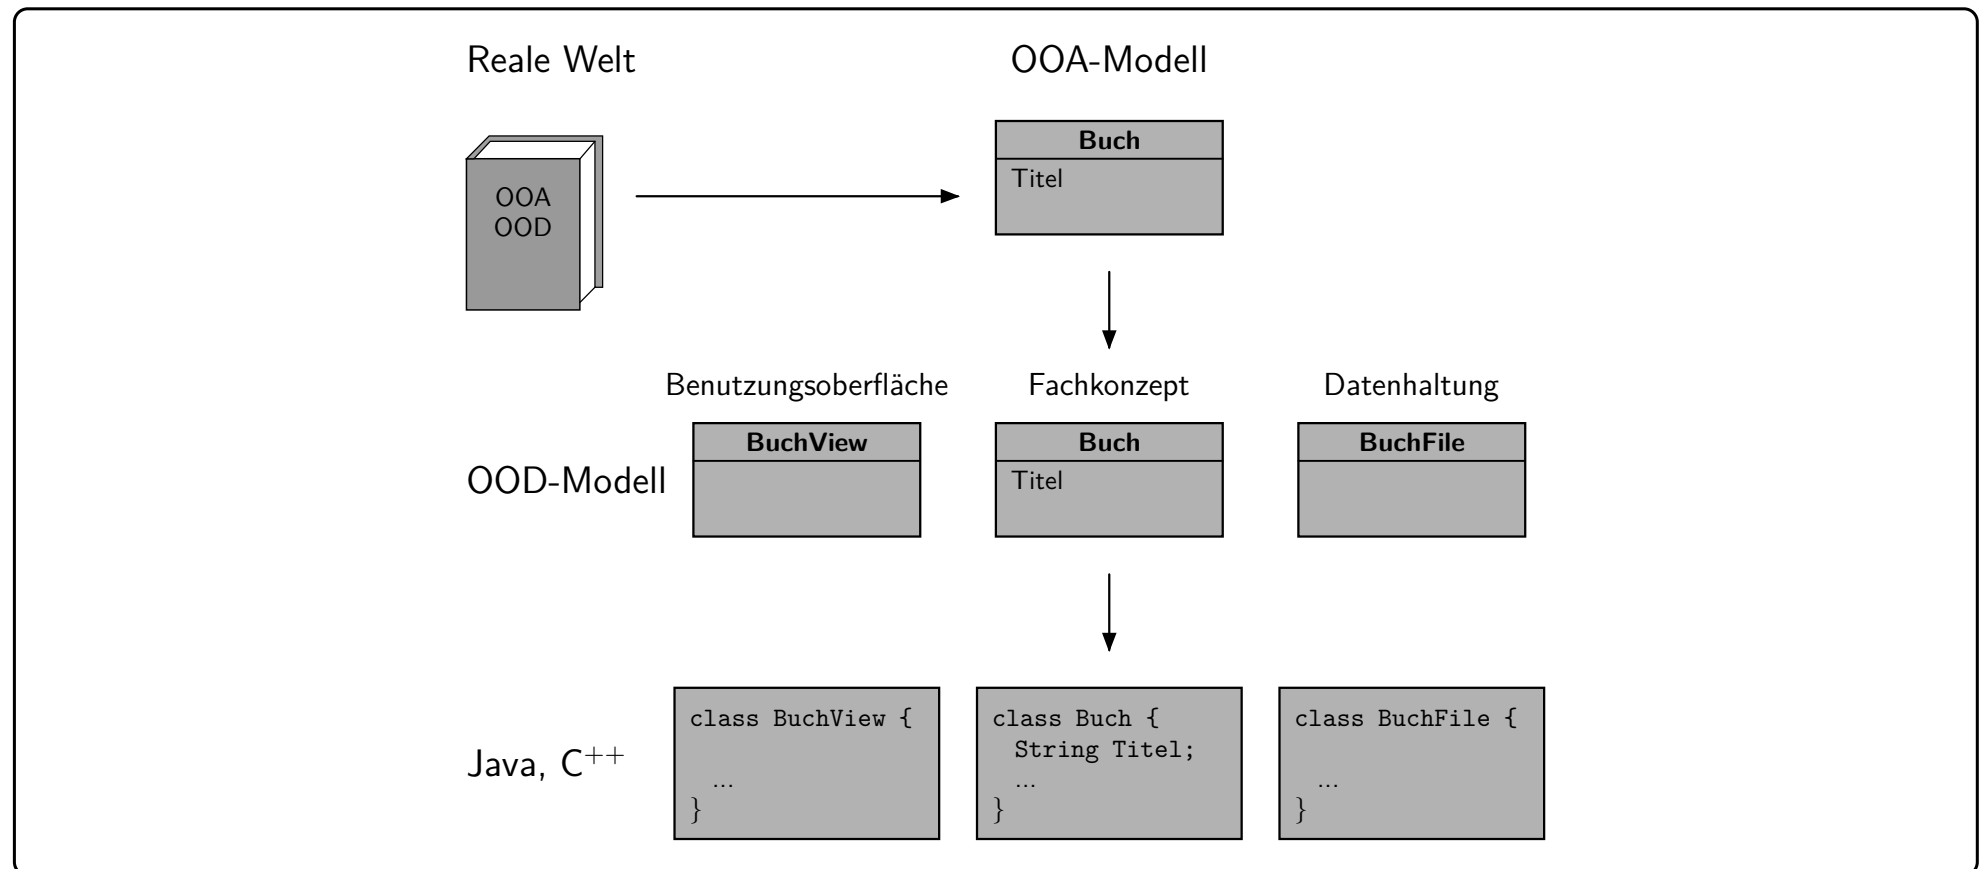 Reale Welt
OOA-Modell
OOA
OOD
Buch
Titel
Benutzungsoberfläche
Fachkonzept
Datenhaltung
OOD-Modell
BuchView
Buch
Titel
BuchFile
Java, C++
class BuchView {
...
}
class Buch {
String Titel;
...
}
class BuchFile {
...
}